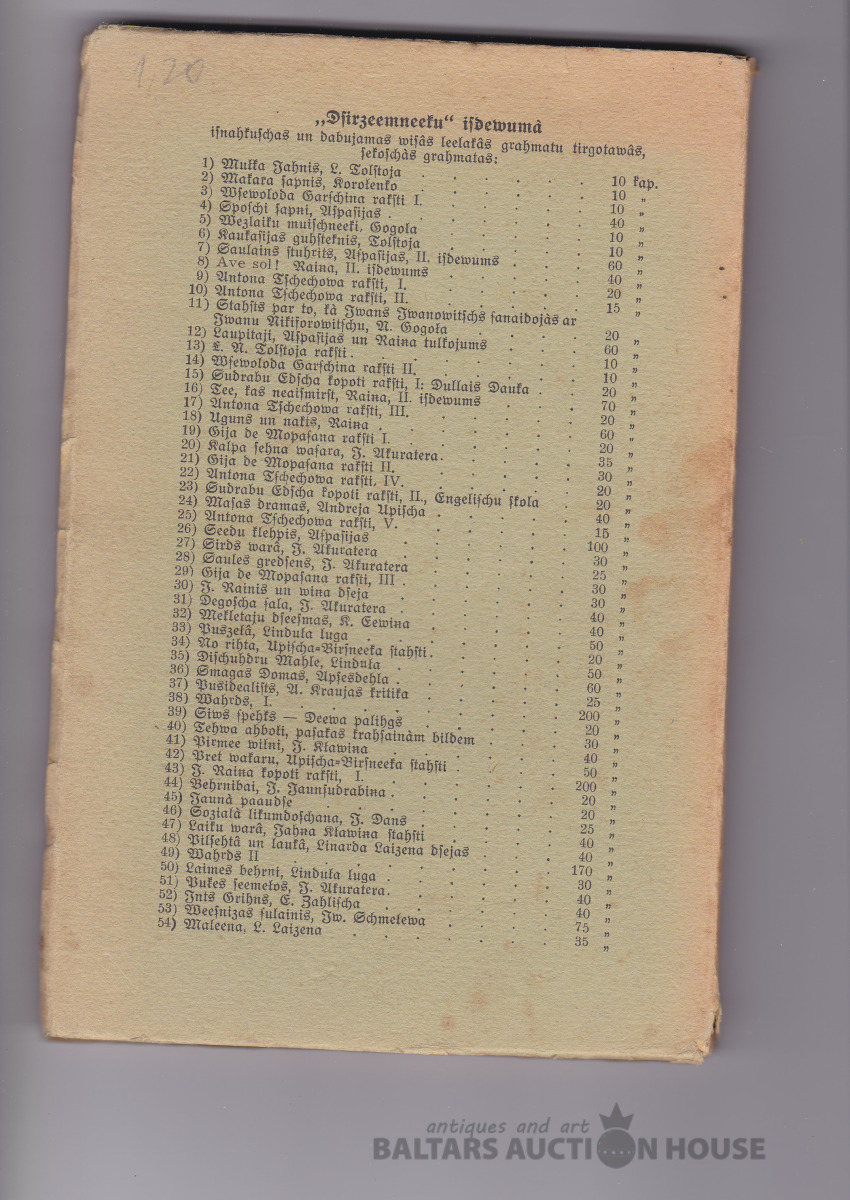 1,20
„Dsirzeemneeku“ isdewumâ
isnahkuschas un dabujamas wisâs leelakâs grahmatu tirgotawâs,
sekoschàs grahmatas:
1) Mulka Jahnis, L. Tolstoja . . . . . . 10 kap.
2) Makara sapnis, Korolenko . . . . . 10 „
3) Wsewoloda Garschina raksti I. . . . . 10 „
4) Sposchi sapni, Aspasijas . . . . . . 40 „
5) Wezlaiku muischneeki, Gogola . . . . 10 „
6) Kaukasijas guhsteknis, Tolstoja . . . . 10 „
7) Saulains stuhrits, Aspasijas, II. isdewums . . 60 „
8) Ave sol! Raina, II. isdewums . . . . 40 „
9) Antona Tschechowa raksti, I. . . . . 20 „
10) Antona Tschechowa raksti, II. . . . . 15 „
11) Stahsts par to, kà Jwans Jwanowitschs sanaidojàs ar
Jwanu Nikiforowitschu, N. Gogola . . . 20 „
12) Laupitaji, Aspasijas un Raina tulkojums . . 60 „
13) L. N. Tolstoja raksti . . . . . . 10 „
14) Wsewoloda Garschina raksti II. . . . . 10 „
15) Sudrabu Edscha kopoti raksti, I: Dullais Dauka . . 20 „
16) Tee, kas neaismirst, Raina, II. isdewums . . . 70 „
17) Antona Tschechowa raksti, III. . . . . 20 „
18) Uguns un nakts, Raina . . . . . . 60 „
19) Gija de Mopasana raksti I. . . . . . 20 „
20) Kalpa sehna wasara, J. Akuratera . . . . 35 „
21) Gija de Mopasana raksti II. . . . . 30 „
22) Antona Tschechowa raksti, IV. . . . . 20 „
23) Sudrabu Edscha kopoti raksti, II., Engelischu skola . 20 „
24) Masas dramas, Andreja Upischa . . . . 40 „
25) Antona Tschechowa raksti, V. . . . . 15 „
26) Seedu klehpis, Aspasijas . . . . . 100 „
27) Sirds warâ, J. Akuratera . . . . . 30 „
28) Saules gredsens, J. Akuratera . . . . 25 „
29) Gija de Mopasana raksti, III . . . . . 30 „
30) J. Rainis un wina dseja . . . . . 30 „
31) Degoscha sala, J. Akuratera . . . . . 40 „
32) Mekletaju dseesmas, K. Eewina . . . . 40 „
33) Puszelâ, Lindula luga . . . . . . 50 „
34) No rihta, Upischa-Birsneeka stahsti . . . . 20 „
35) Dischuhdru Mahle, Lindula . . . . . 50 „
36) Smagas Domas, Apsesdehla . . . . . 60 „
37) Pusidealists, A. Kraujas kritika . . . . 25 „
38) Wahrds, I. . . . . . . . 200 „
39) Siws spehks — Deewa palihgs . . . . 20 „
40) Tehwa ahboli, pasakas krahsainàm bildem . . 30 „
41) Pirmee wilni, J. Klawina . . . . . 40 „
42) Pret wakaru, Upischa-Birsneeka stahsti . . . 50 „
43) J. Raina kopoti raksti, I. . . . . 200 „
44) Behrnibai, J. Jaunsudrabina . . . . . 20 „
45) Jaunà paaudse . . . . . . 20 „
46) Sozialà likumdoschana, J. Dans . . . . 25 „
47) Laiku warâ, Jahna Klawina stahsti . . . 40 „
48) Pilsehtâ un laukâ, Linarda Laizena dsejas . . 40 „
49) Wahrds II . . . . . . . 170 „
50) Laimes behrni, Lindula luga . . . . . 30 „
51) Pukes seemelos, J. Akuratera. . . . . 40 „
52) Jnts Grihns, E. Zahlischa . . . . . 40 „
53) Weesnizas sulainis, Jw. Schmelewa . . . . 75 „
54) Maleena, L. Laizena . . . . . . 35 „
antiques and art
BALTARS AUCTION HOUSE